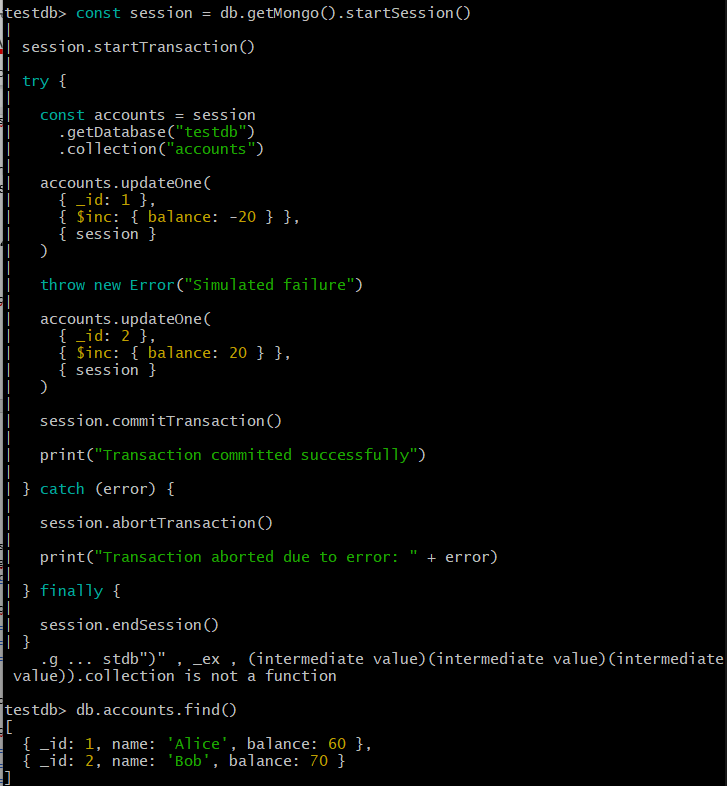 testdb> const session = db.getMongo().startSession()
|
| session.startTransaction()
|
| try {
|
|   const accounts = session
|     .getDatabase("testdb")
|     .collection("accounts")
|
|   accounts.updateOne(
|     { _id: 1 },
|     { $inc: { balance: -20 } },
|     { session }
|   )
|
|   throw new Error("Simulated failure")
|
|   accounts.updateOne(
|     { _id: 2 },
|     { $inc: { balance: 20 } },
|     { session }
|   )
|
|   session.commitTransaction()
|
|   print("Transaction committed successfully")
|
| } catch (error) {
|
|   session.abortTransaction()
|
|   print("Transaction aborted due to error: " + error)
|
| } finally {
|
|   session.endSession()
| }
    .g ... stdb")" , _ex , (intermediate value)(intermediate value)(intermediate
 value)).collection is not a function
testdb> db.accounts.find()
[
  { _id: 1, name: 'Alice', balance: 60 },
  { _id: 2, name: 'Bob', balance: 70 }
]